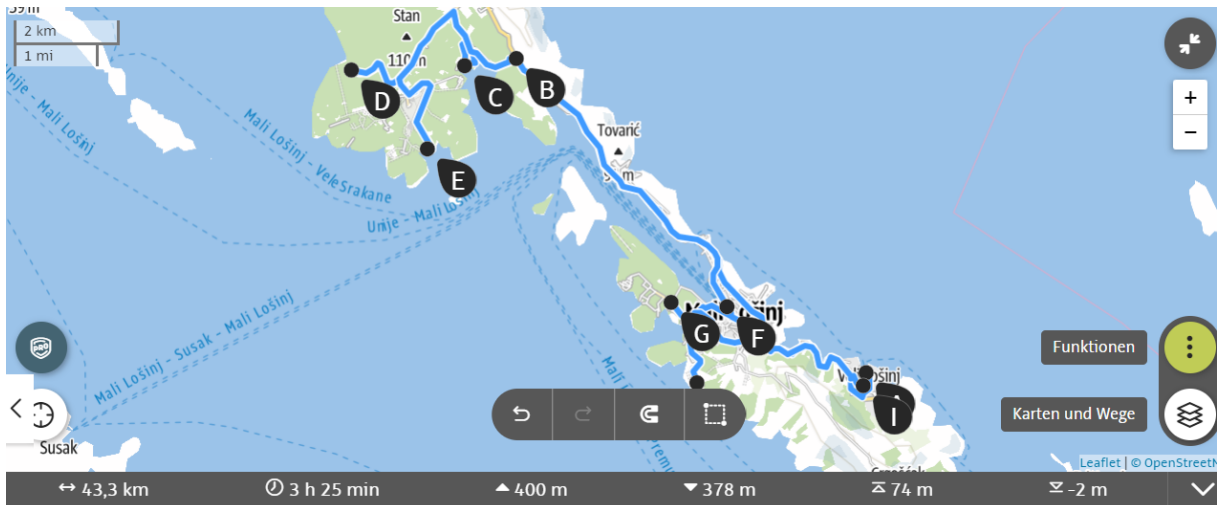 Stan
2 km
1 mi
110 m
D
C
B
Tovarić
E
Unije - Mali Lošinj
Mali Lošinj - Vele Srakane
Unije - Mali Lošinj
Mali Lošinj - Susak - Mali Lošinj
G
F
Veli Lošinj
I
Susak
+
−
Funktionen
Karten und Wege
Leaflet | © OpenStreetM
43,3 km
3 h 25 min
400 m
378 m
74 m
-2 m